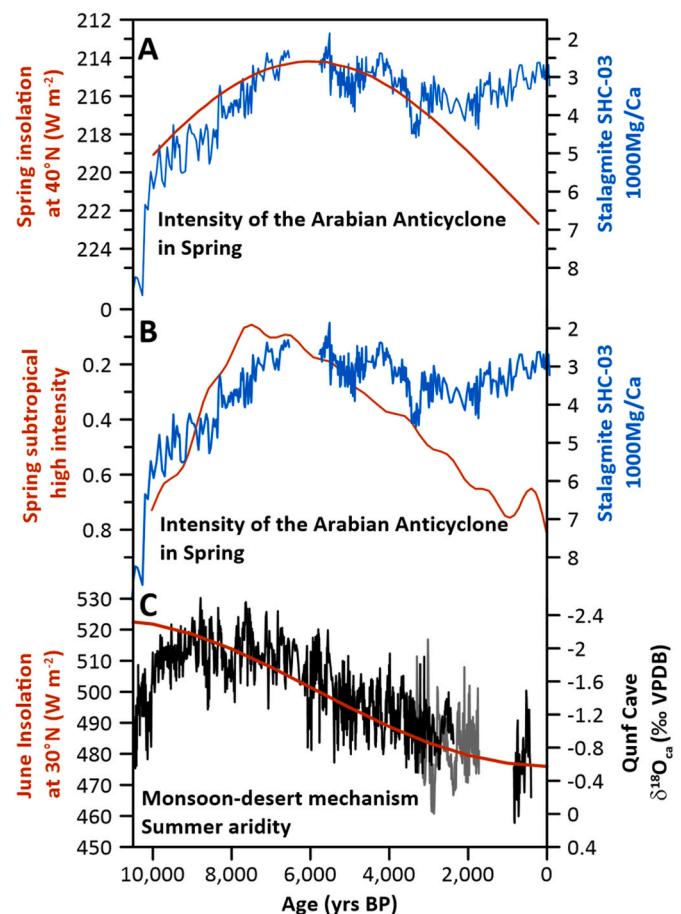 212
214
216
218
220
222
224
Spring insolation
at 40°N (W m-2)
A
Intensity of the Arabian Anticyclone
in Spring
2
3
4
5
6
7
8
Stalagmite SHC-03
1000Mg/Ca
0
0.2
0.4
0.6
0.8
Spring subtropical
high intensity
B
Intensity of the Arabian Anticyclone
in Spring
2
3
4
5
6
7
8
Stalagmite SHC-03
1000Mg/Ca
530
520
510
500
490
480
470
460
450
June Insolation
at 30°N (W m-2)
C
Monsoon-desert mechanism
Summer aridity
-2.4
-2
-1.6
-1.2
-0.8
-0.4
0
0.4
Qunf Cave
δ18Oca (‰ VPDB)
10,000 8,000 6,000 4,000 2,000 0
Age (yrs BP)